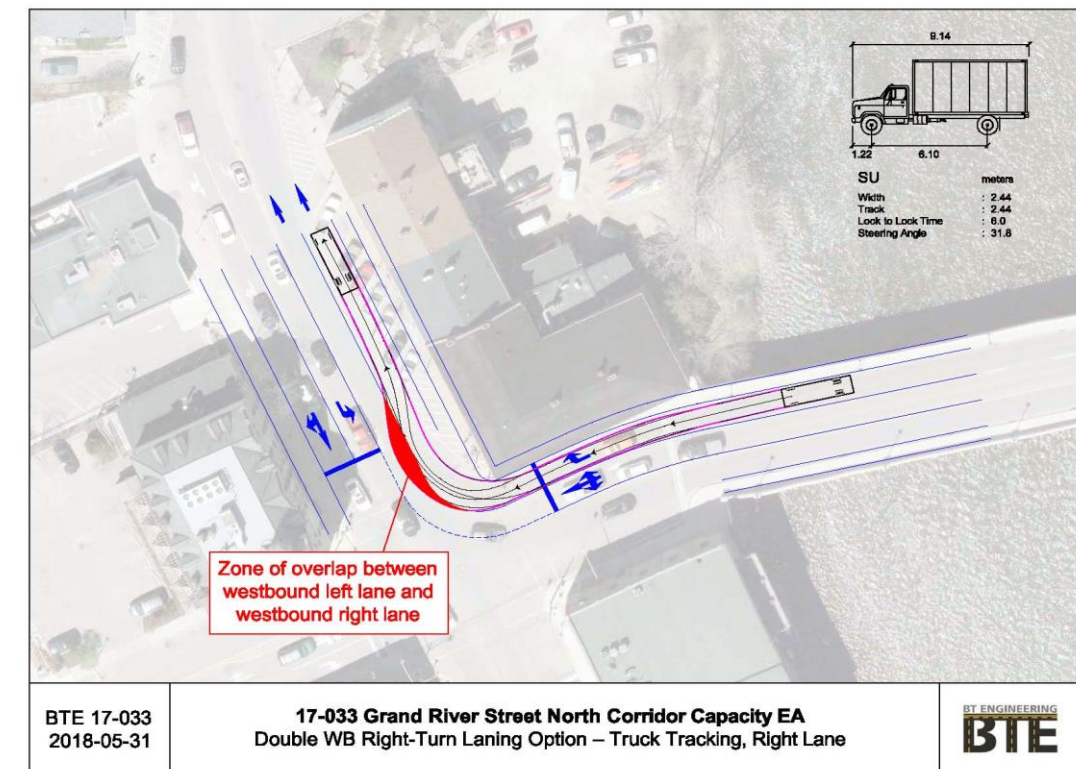 9.14
1.22
6.10
SU meters
Width : 2.44
Track : 2.44
Lock to Lock Time : 6.0
Steering Angle : 31.8
Zone of overlap between
westbound left lane and
westbound right lane
BTE 17-033
2018-05-31
17-033 Grand River Street North Corridor Capacity EA
Double WB Right-Turn Laning Option – Truck Tracking, Right Lane
BT ENGINEERING
BTE